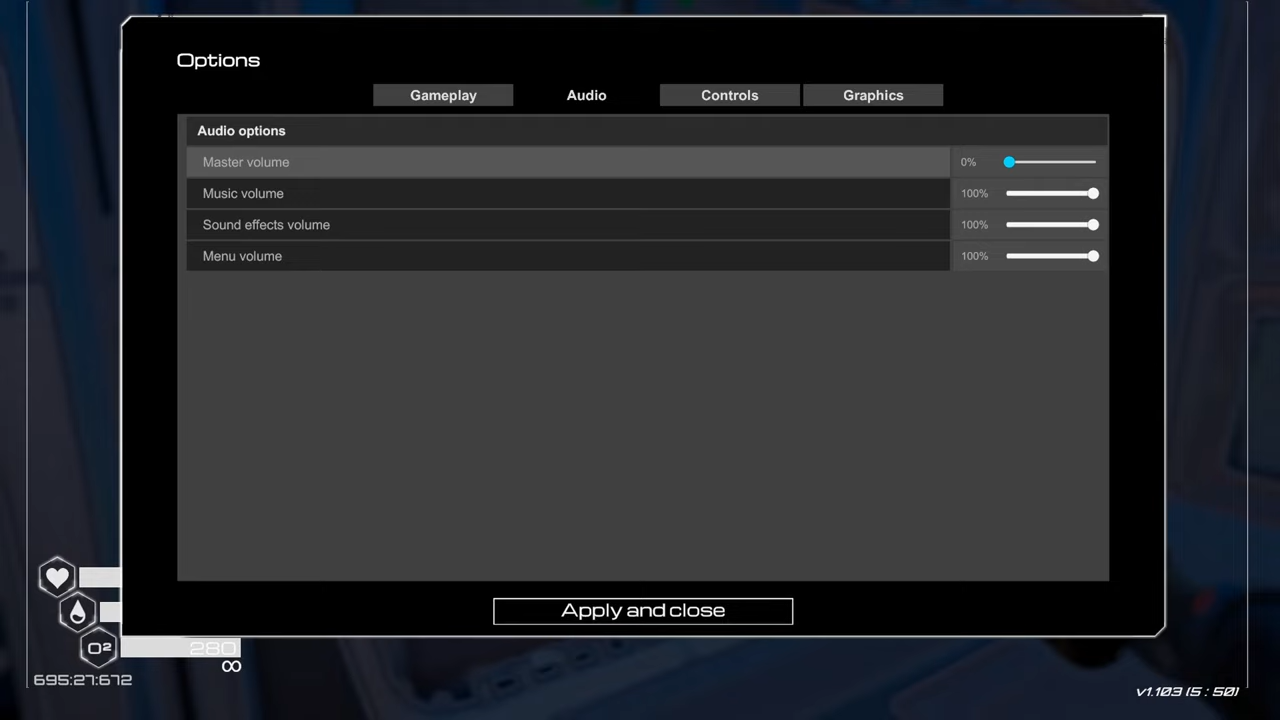 Options
Gameplay Audio Controls Graphics
Audio options
Master volume 0%
Music volume 100%
Sound effects volume 100%
Menu volume 100%
Apply and close
O²
280
∞
695:27:672
v1.103 (5 : 50)